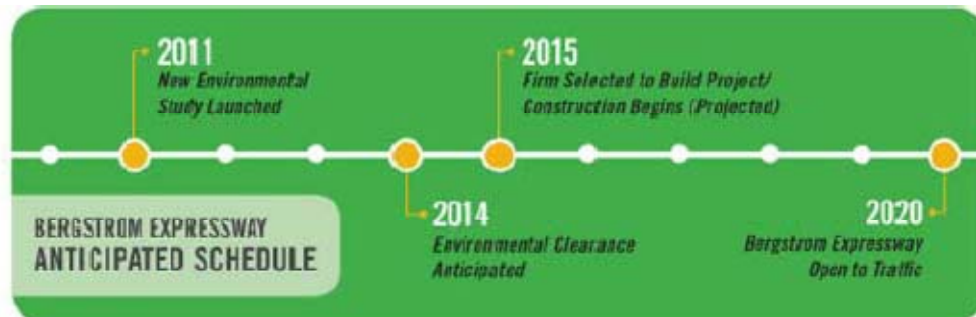 2011
New Environmental
Study Launched
2015
Firm Selected to Build Project/
Construction Begins (Projected)
2014
Environmental Clearance
Anticipated
2020
Bergstrom Expressway
Open to Traffic
BERGSTROM EXPRESSWAY
ANTICIPATED SCHEDULE